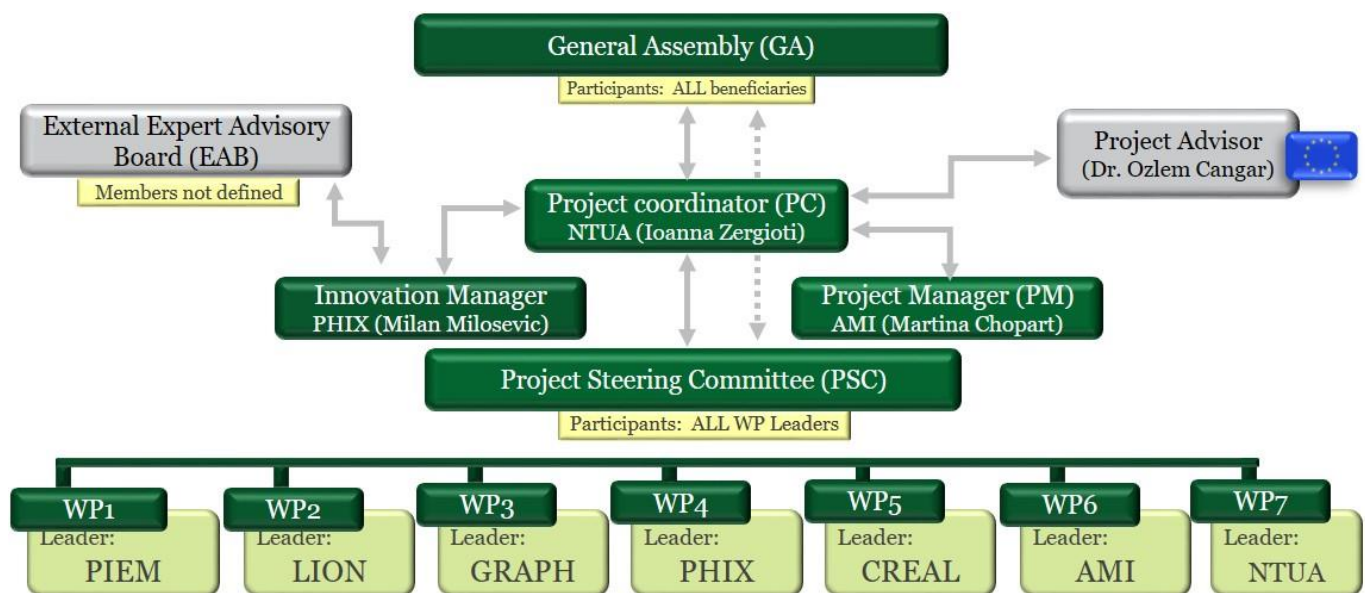 General Assembly (GA)
Participants: ALL beneficiaries
External Expert Advisory
Board (EAB)
Members not defined
Project Advisor
(Dr. Ozlem Cangar)
Project coordinator (PC)
NTUA (Ioanna Zergioti)
Innovation Manager
PHIX (Milan Milosevic)
Project Manager (PM)
AMI (Martina Chopart)
Project Steering Committee (PSC)
Participants: ALL WP Leaders
WP1
Leader:
PIEM
WP2
Leader:
LION
WP3
Leader:
GRAPH
WP4
Leader:
PHIX
WP5
Leader:
CREAL
WP6
Leader:
AMI
WP7
Leader:
NTUA